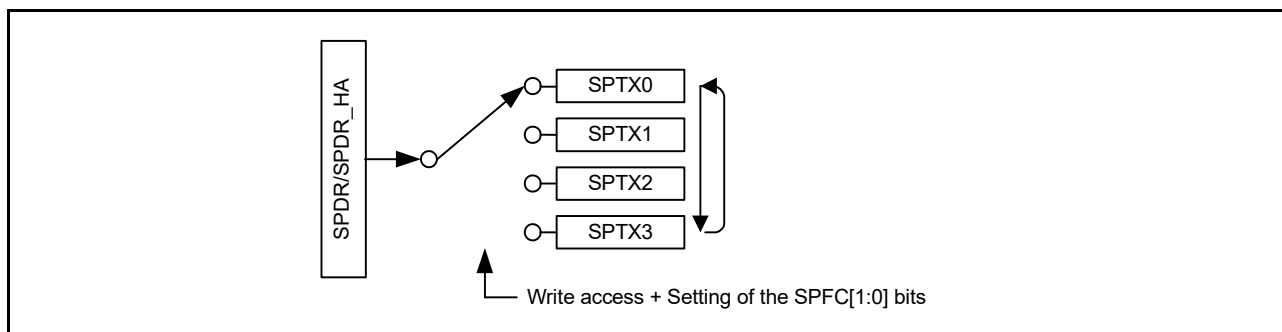 SPDR/SPDR_HA
SPTX0
SPTX1
SPTX2
SPTX3
Write access + Setting of the SPFC[1:0] bits